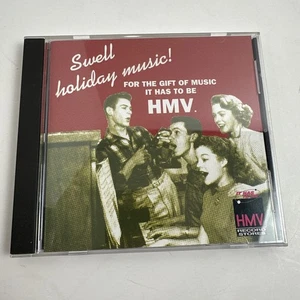 Swell
holiday music!
FOR THE GIFT OF MUSIC
IT HAS TO BE
HMV.
HMV
RECORD
STORES